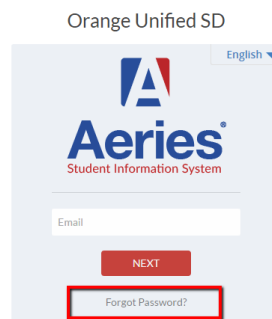 Orange Unified SD
English
Aeries®
Student Information System
Email
NEXT
Forgot Password?